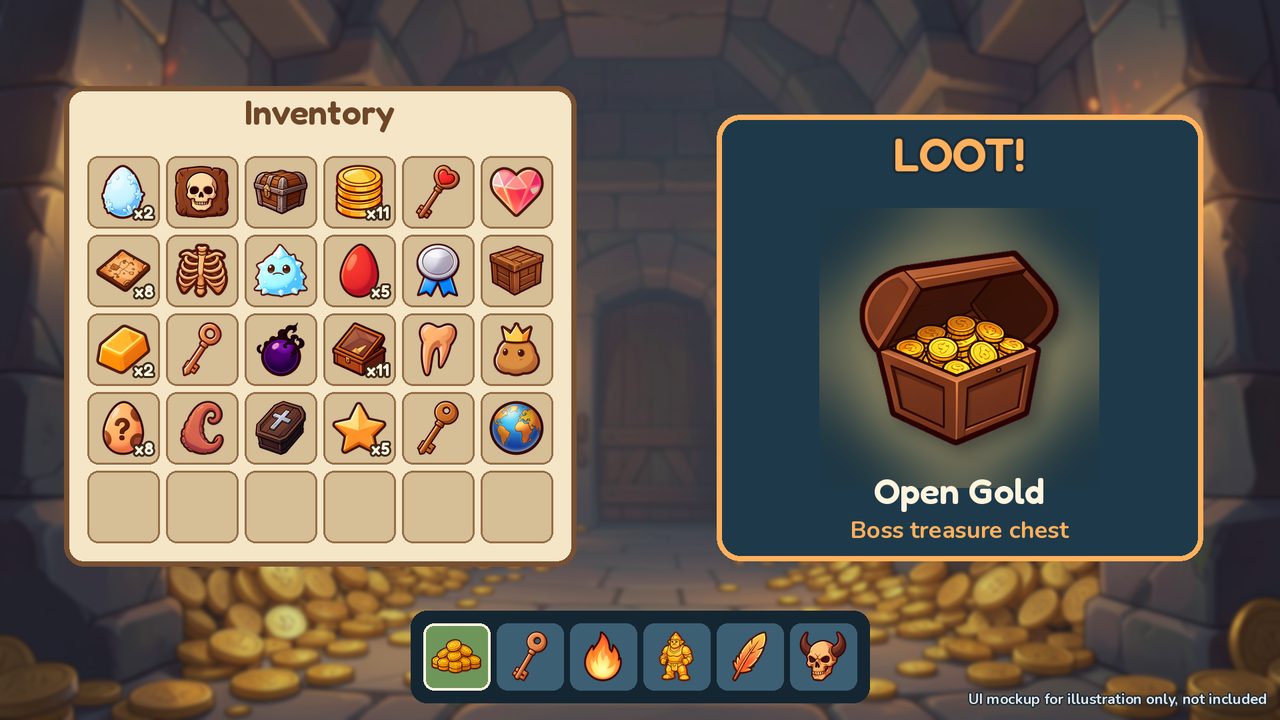 Inventory
x2
x11
x8
x5
x2
x11
?
x8
x5
LOOT!
Open Gold
Boss treasure chest
UI mockup for illustration only, not included